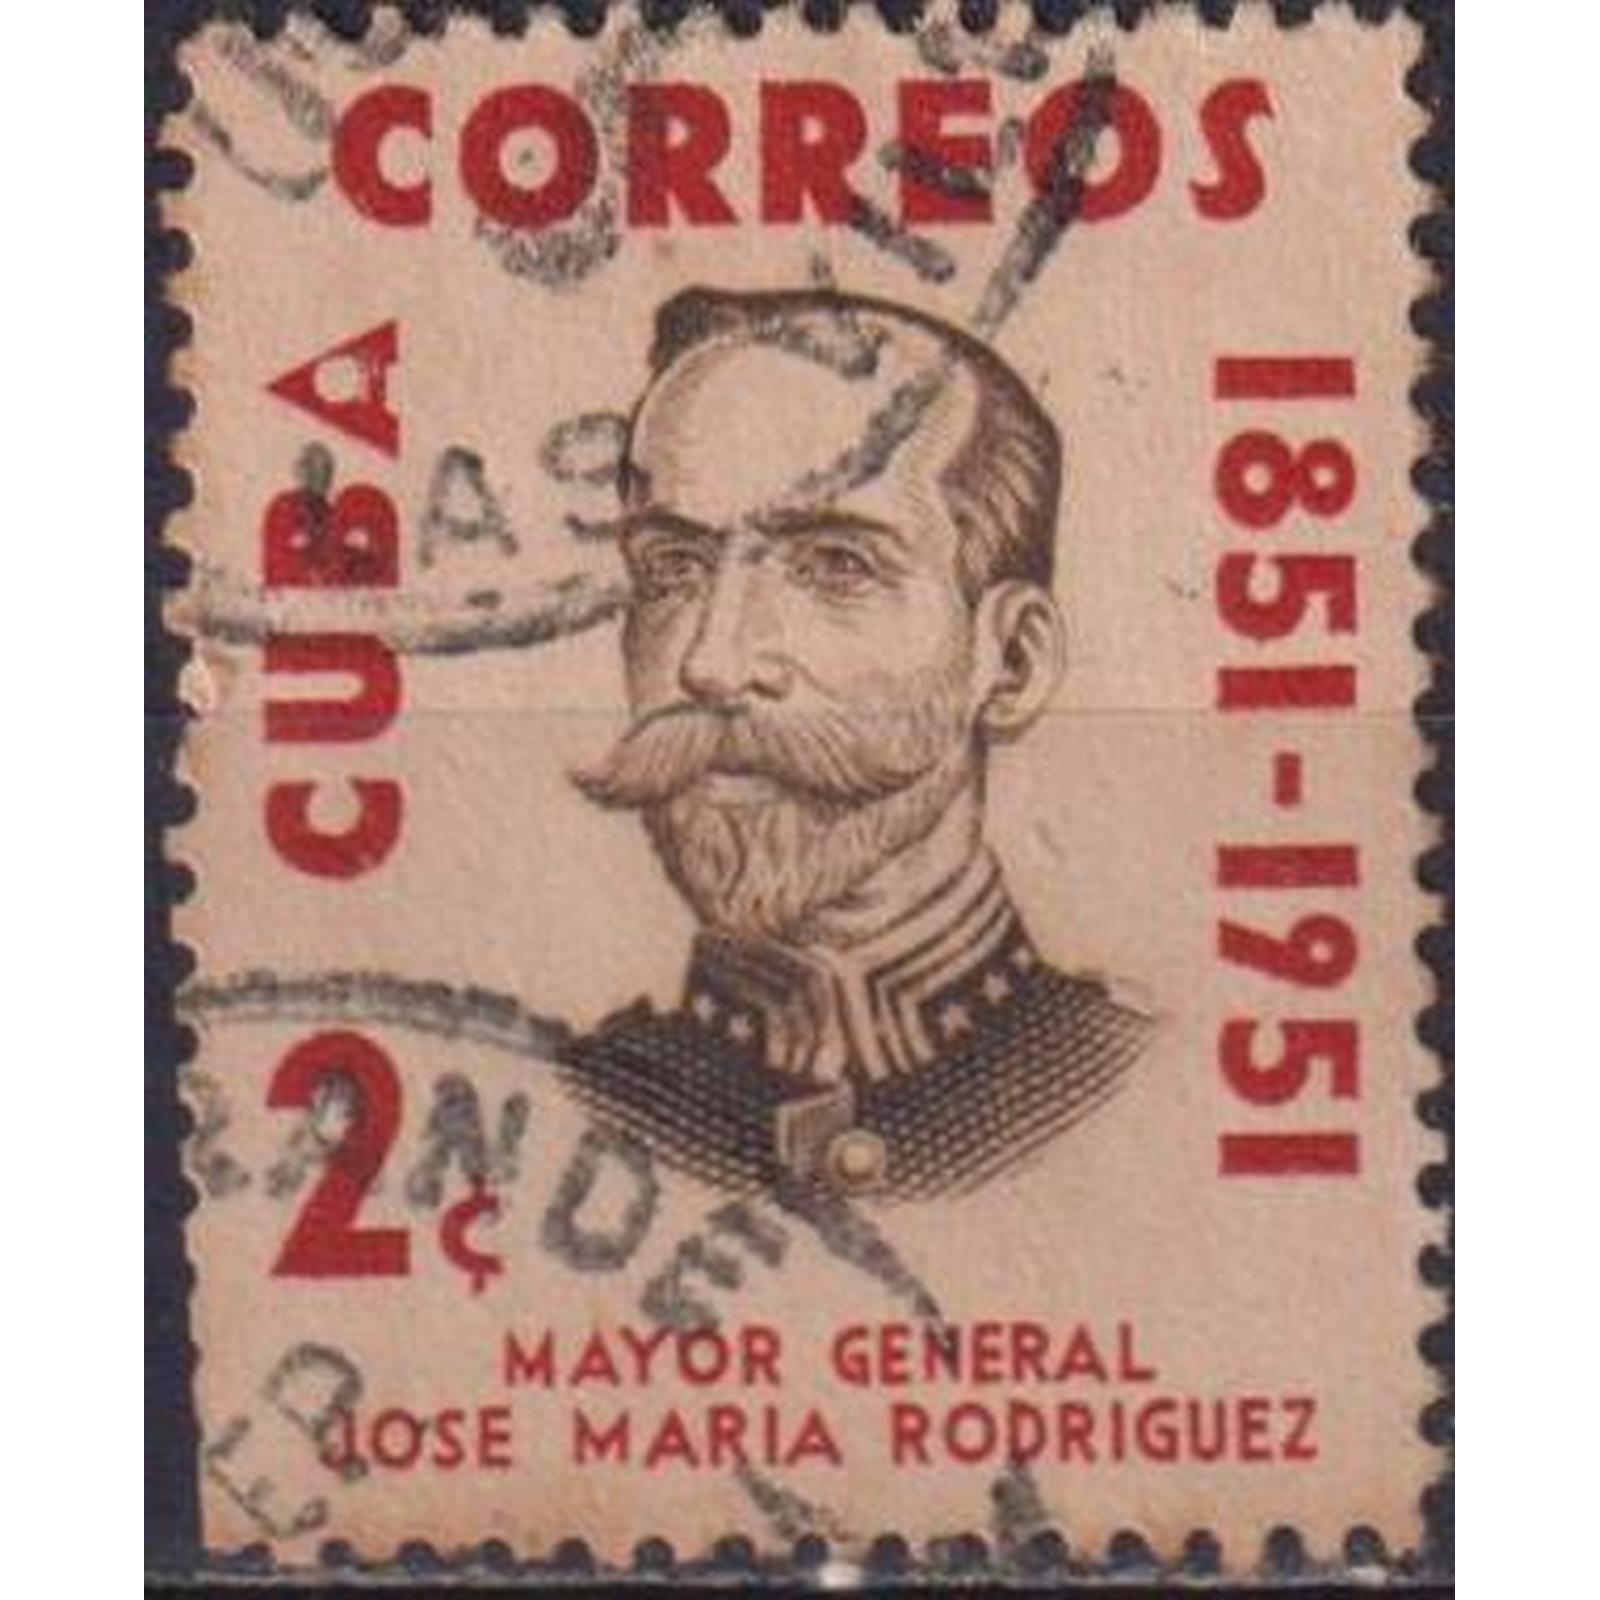 CORREOS
CUBA
1851-1951
2¢
MAYOR GENERAL
JOSE MARIA RODRIGUEZ